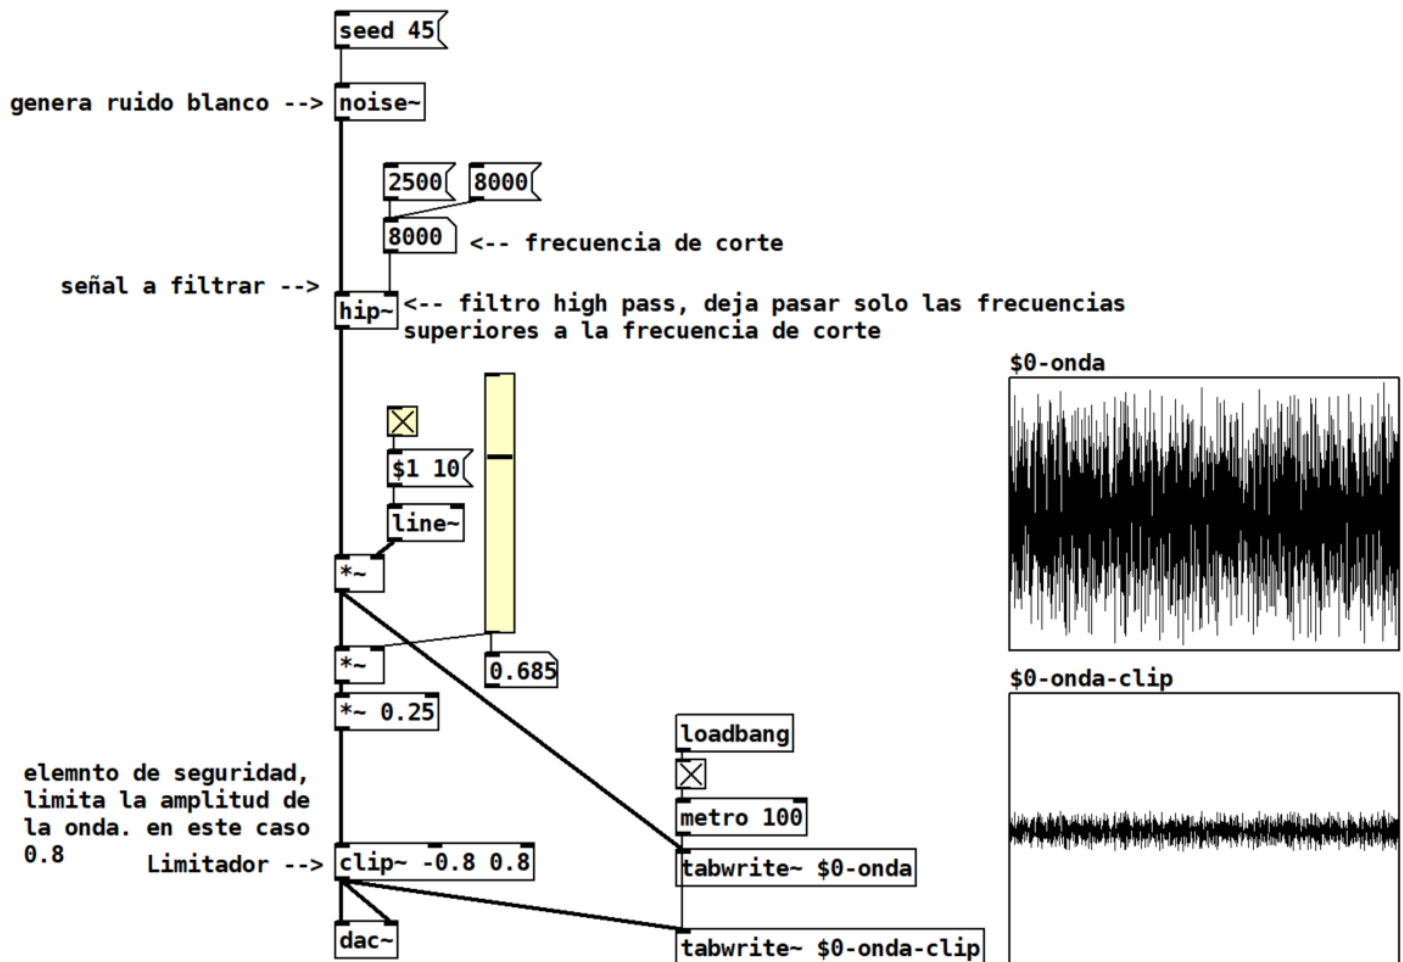 seed 45
genera ruido blanco -->
noise~
2500
8000
8000
<-- frecuencia de corte
señal a filtrar -->
hip~
<-- filtro high pass, deja pasar solo las frecuencias
superiores a la frecuencia de corte
$0-onda
$1 10
line~
*~
*~
0.685
$0-onda-clip
*~ 0.25
loadbang
metro 100
elemnto de seguridad,
limita la amplitud de
la onda. en este caso
0.8
Limitador -->
clip~ -0.8 0.8
tabwrite~ $0-onda
dac~
tabwrite~ $0-onda-clip